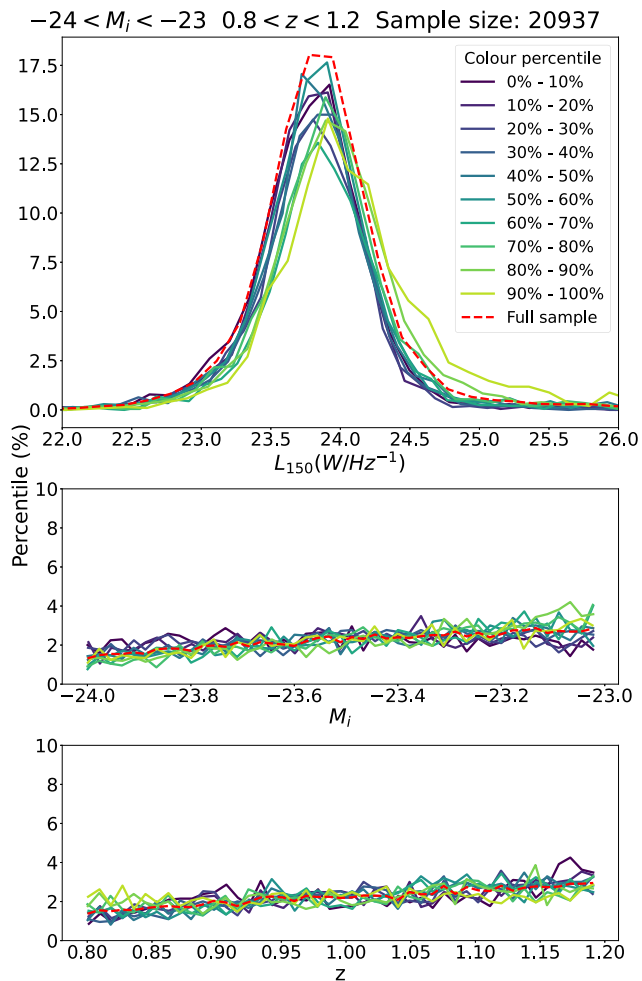 −24 < M_i < −23 0.8 < z < 1.2 Sample size: 20937
17.5
15.0
12.5
10.0
7.5
5.0
2.5
0.0
Colour percentile
0% - 10%
10% - 20%
20% - 30%
30% - 40%
40% - 50%
50% - 60%
60% - 70%
70% - 80%
80% - 90%
90% - 100%
Full sample
22.0 22.5 23.0 23.5 24.0 24.5 25.0 25.5 26.0
L_150(W/Hz^−1)
Percentile (%)
10
8
6
4
2
0
−24.0 −23.8 −23.6 −23.4 −23.2 −23.0
M_i
10
8
6
4
2
0
0.80 0.85 0.90 0.95 1.00 1.05 1.10 1.15 1.20
z